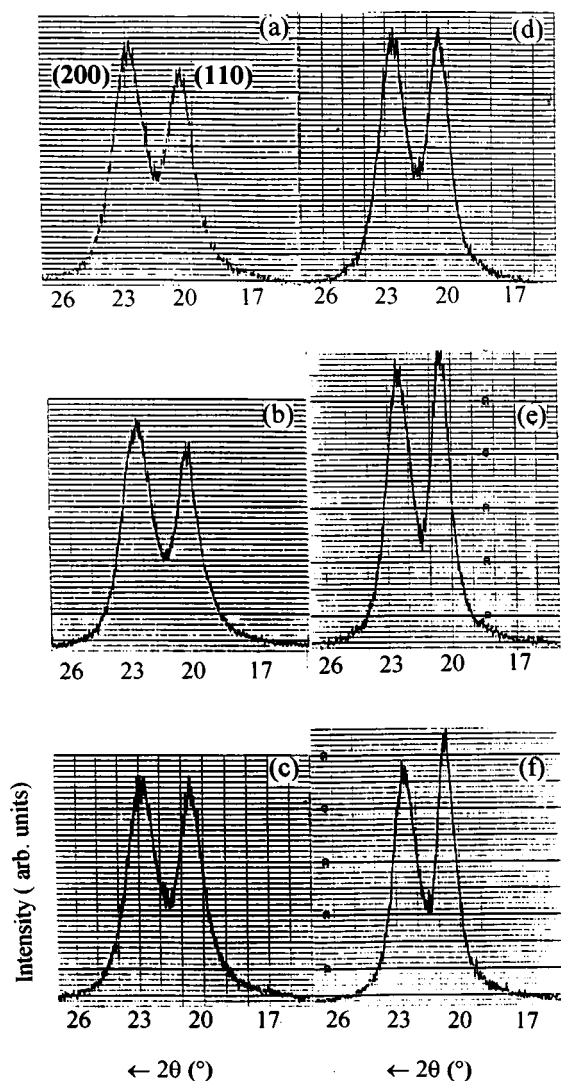 (a)
(d)
(200)
(110)
26 23 20 17
23 20 17
(b)
(e)
26 23 20 17
26 23 20 17
(c)
(f)
Intensity ( arb. units)
26 23 20 17
26 23 20 17
← 2θ (°)
← 2θ (°)